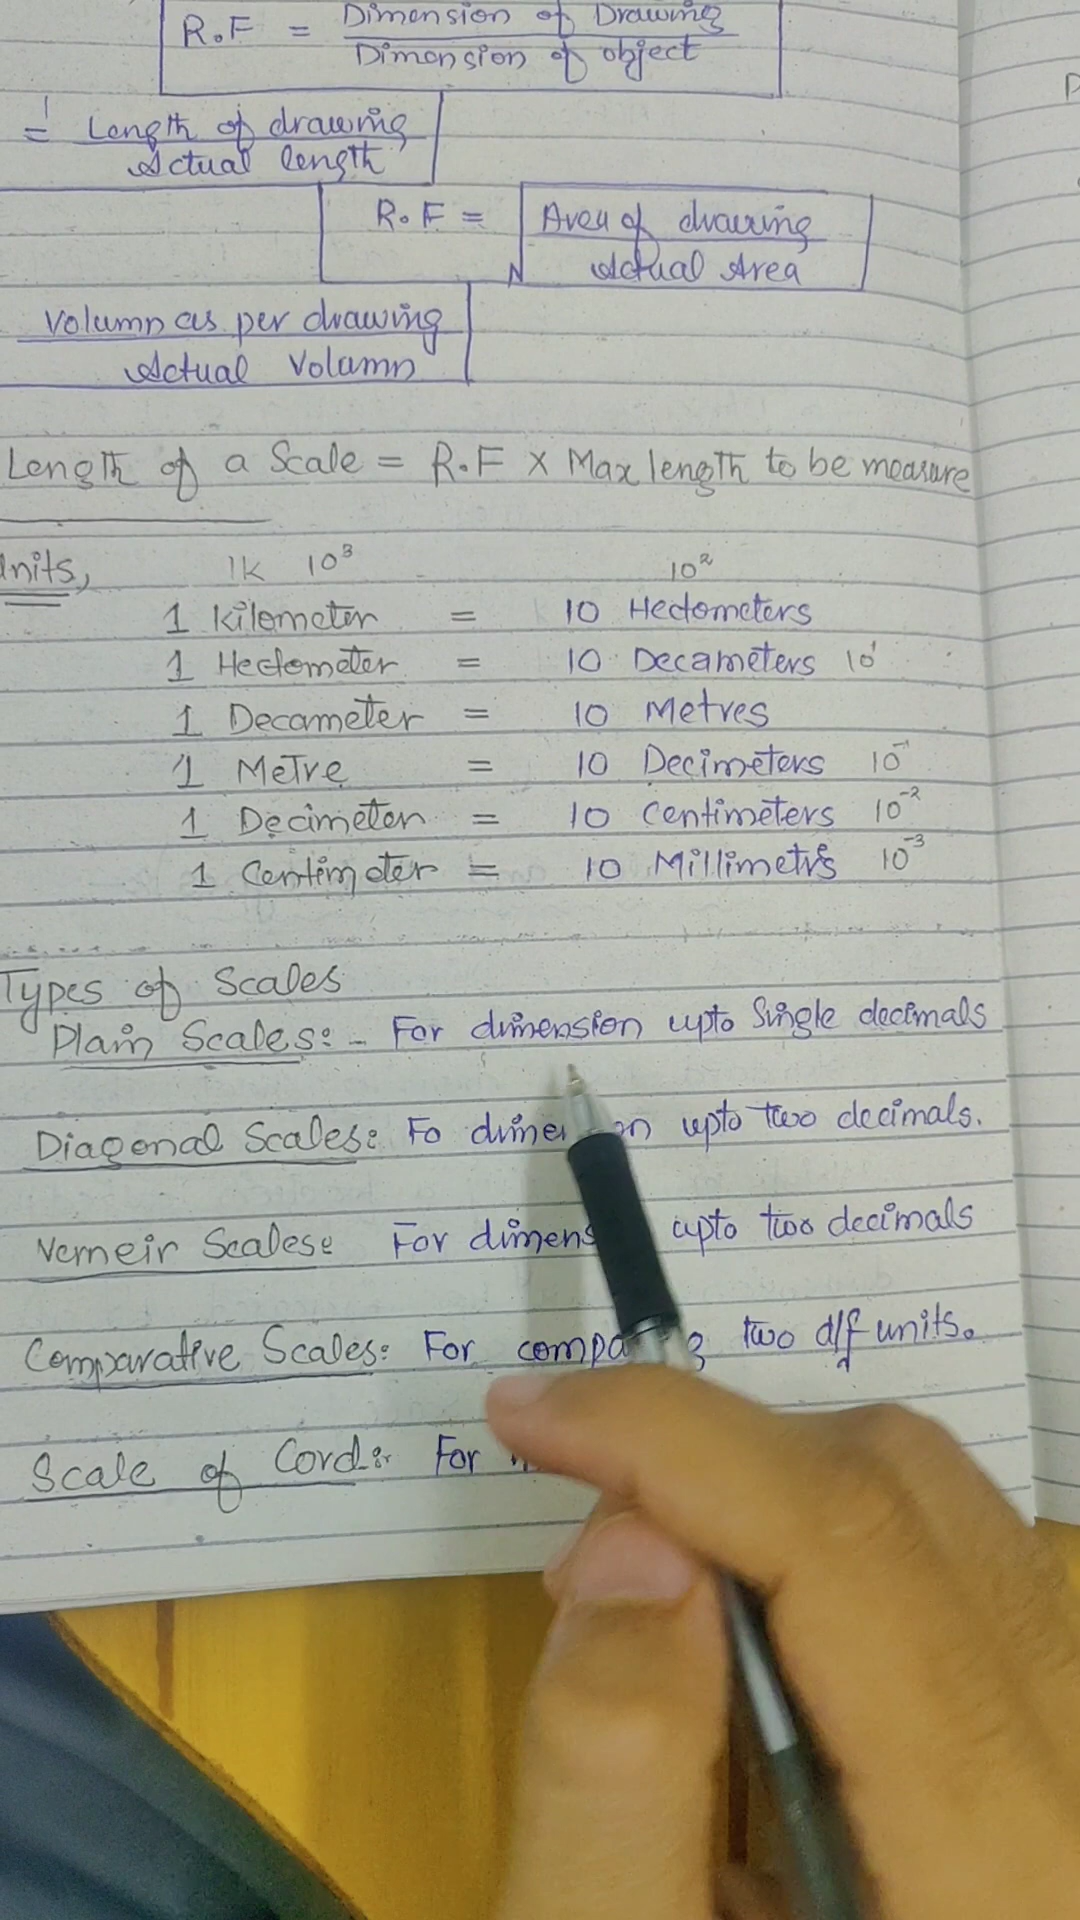 R.F = Dimension of Drawing
Dimension of object
= Length of drawing
Actual length
R.F = √ Area of drawing
Actual Area
Volumn as per drawing
Actual Volumn
Length of a Scale = R.F × Max length to be measure
Units,
1K 10³ 10²
1 Kilometer = 10 Hectometers
1 Hectometer = 10 Decameters 10¹
1 Decameter = 10 Metres
1 Metre = 10 Decimeters 10⁻¹
1 Decimeter = 10 Centimeters 10⁻²
1 Centimeter = 10 Millimetrs 10⁻³
Types of Scales
Plain Scales:- For dimension upto Single decimals
Diagonal Scales: Fo upto two decimals.
Verneir Scales: For upto two decimals
Comparative Scales: For two d/f units.
Scale of Cord: For